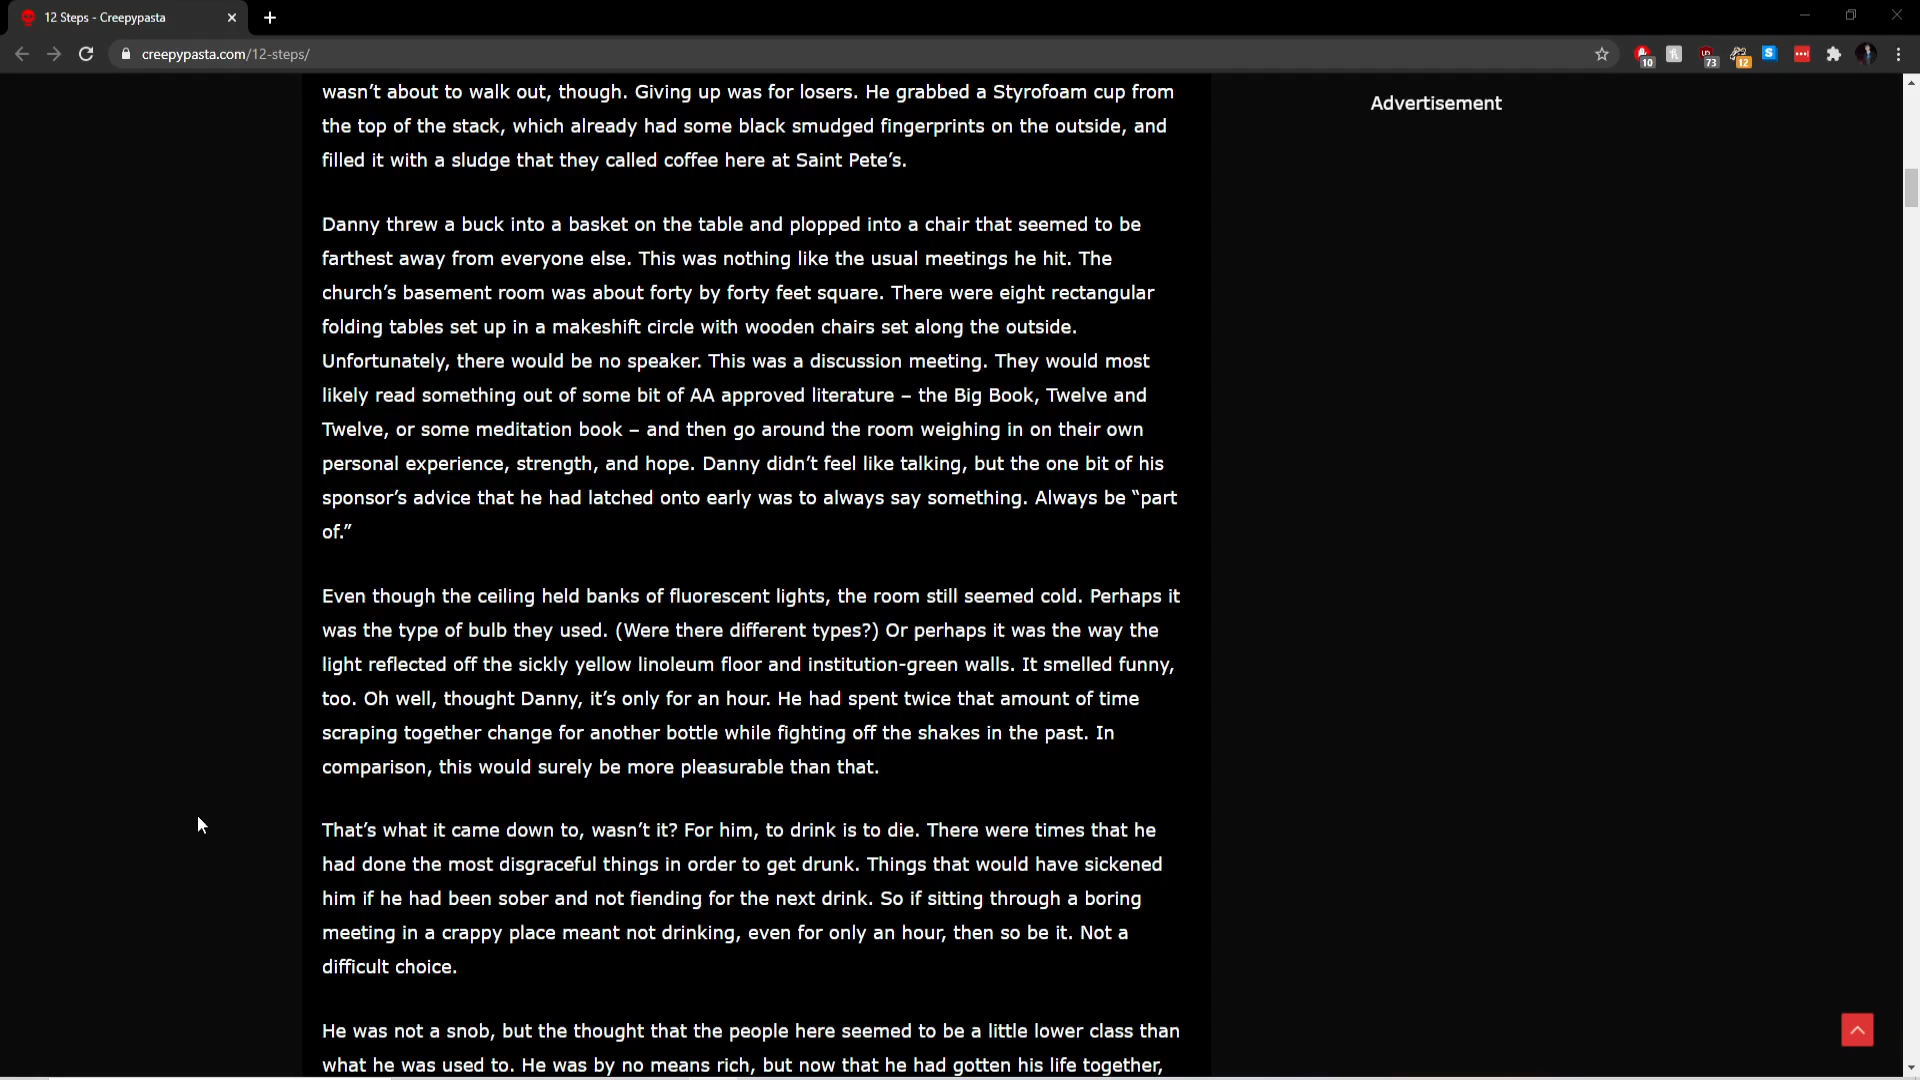 12 Steps - Creepypasta
creepypasta.com/12-steps/
10
73
12
wasn’t about to walk out, though. Giving up was for losers. He grabbed a Styrofoam cup from
the top of the stack, which already had some black smudged fingerprints on the outside, and
filled it with a sludge that they called coffee here at Saint Pete’s.
Advertisement
Danny threw a buck into a basket on the table and plopped into a chair that seemed to be
farthest away from everyone else. This was nothing like the usual meetings he hit. The
church’s basement room was about forty by forty feet square. There were eight rectangular
folding tables set up in a makeshift circle with wooden chairs set along the outside.
Unfortunately, there would be no speaker. This was a discussion meeting. They would most
likely read something out of some bit of AA approved literature – the Big Book, Twelve and
Twelve, or some meditation book – and then go around the room weighing in on their own
personal experience, strength, and hope. Danny didn’t feel like talking, but the one bit of his
sponsor’s advice that he had latched onto early was to always say something. Always be “part
of.”
Even though the ceiling held banks of fluorescent lights, the room still seemed cold. Perhaps it
was the type of bulb they used. (Were there different types?) Or perhaps it was the way the
light reflected off the sickly yellow linoleum floor and institution-green walls. It smelled funny,
too. Oh well, thought Danny, it’s only for an hour. He had spent twice that amount of time
scraping together change for another bottle while fighting off the shakes in the past. In
comparison, this would surely be more pleasurable than that.
That’s what it came down to, wasn’t it? For him, to drink is to die. There were times that he
had done the most disgraceful things in order to get drunk. Things that would have sickened
him if he had been sober and not fiending for the next drink. So if sitting through a boring
meeting in a crappy place meant not drinking, even for only an hour, then so be it. Not a
difficult choice.
He was not a snob, but the thought that the people here seemed to be a little lower class than
what he was used to. He was by no means rich, but now that he had gotten his life together,